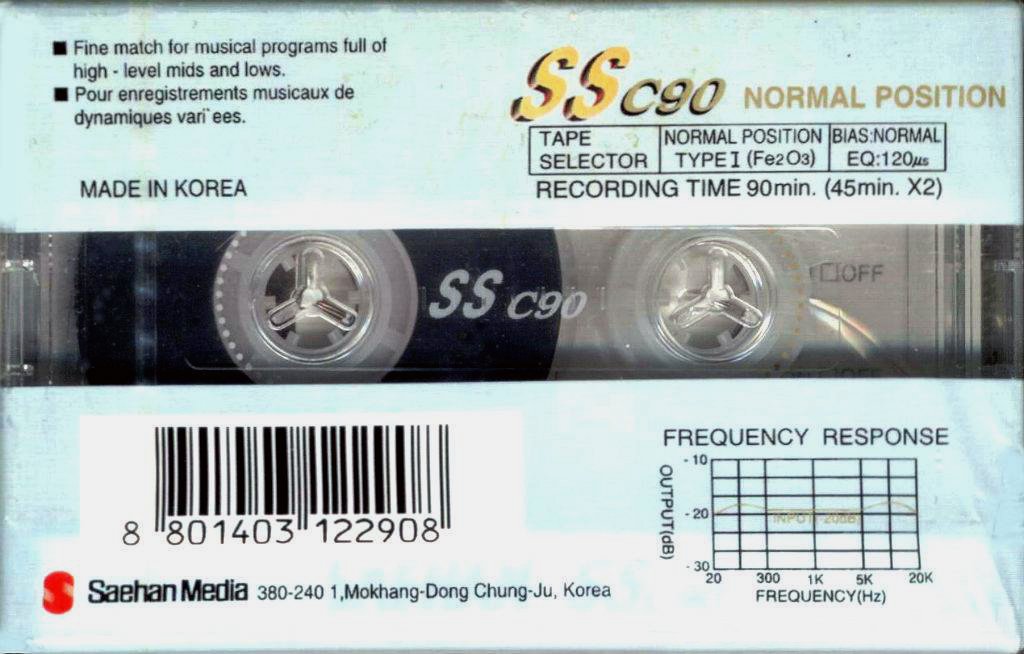 ■ Fine match for musical programs full of
high - level mids and lows.
■ Pour enregistrements musicaux de
dynamiques vari¨ees.
MADE IN KOREA
SS C90 NORMAL POSITION
TAPE SELECTOR NORMAL POSITION TYPE I (Fe2O3) BIAS:NORMAL EQ:120µs
RECORDING TIME 90min. (45min. X2)
SS C90
□OFF
OFF
8 801403 122908
Saehan Media 380-240 1,Mokhang-Dong Chung-Ju, Korea
FREQUENCY RESPONSE
OUTPUT(dB)
- 10
- 20
- 30
INPUT(-20dB)
20 300 1K 5K 20K
FREQUENCY(Hz)